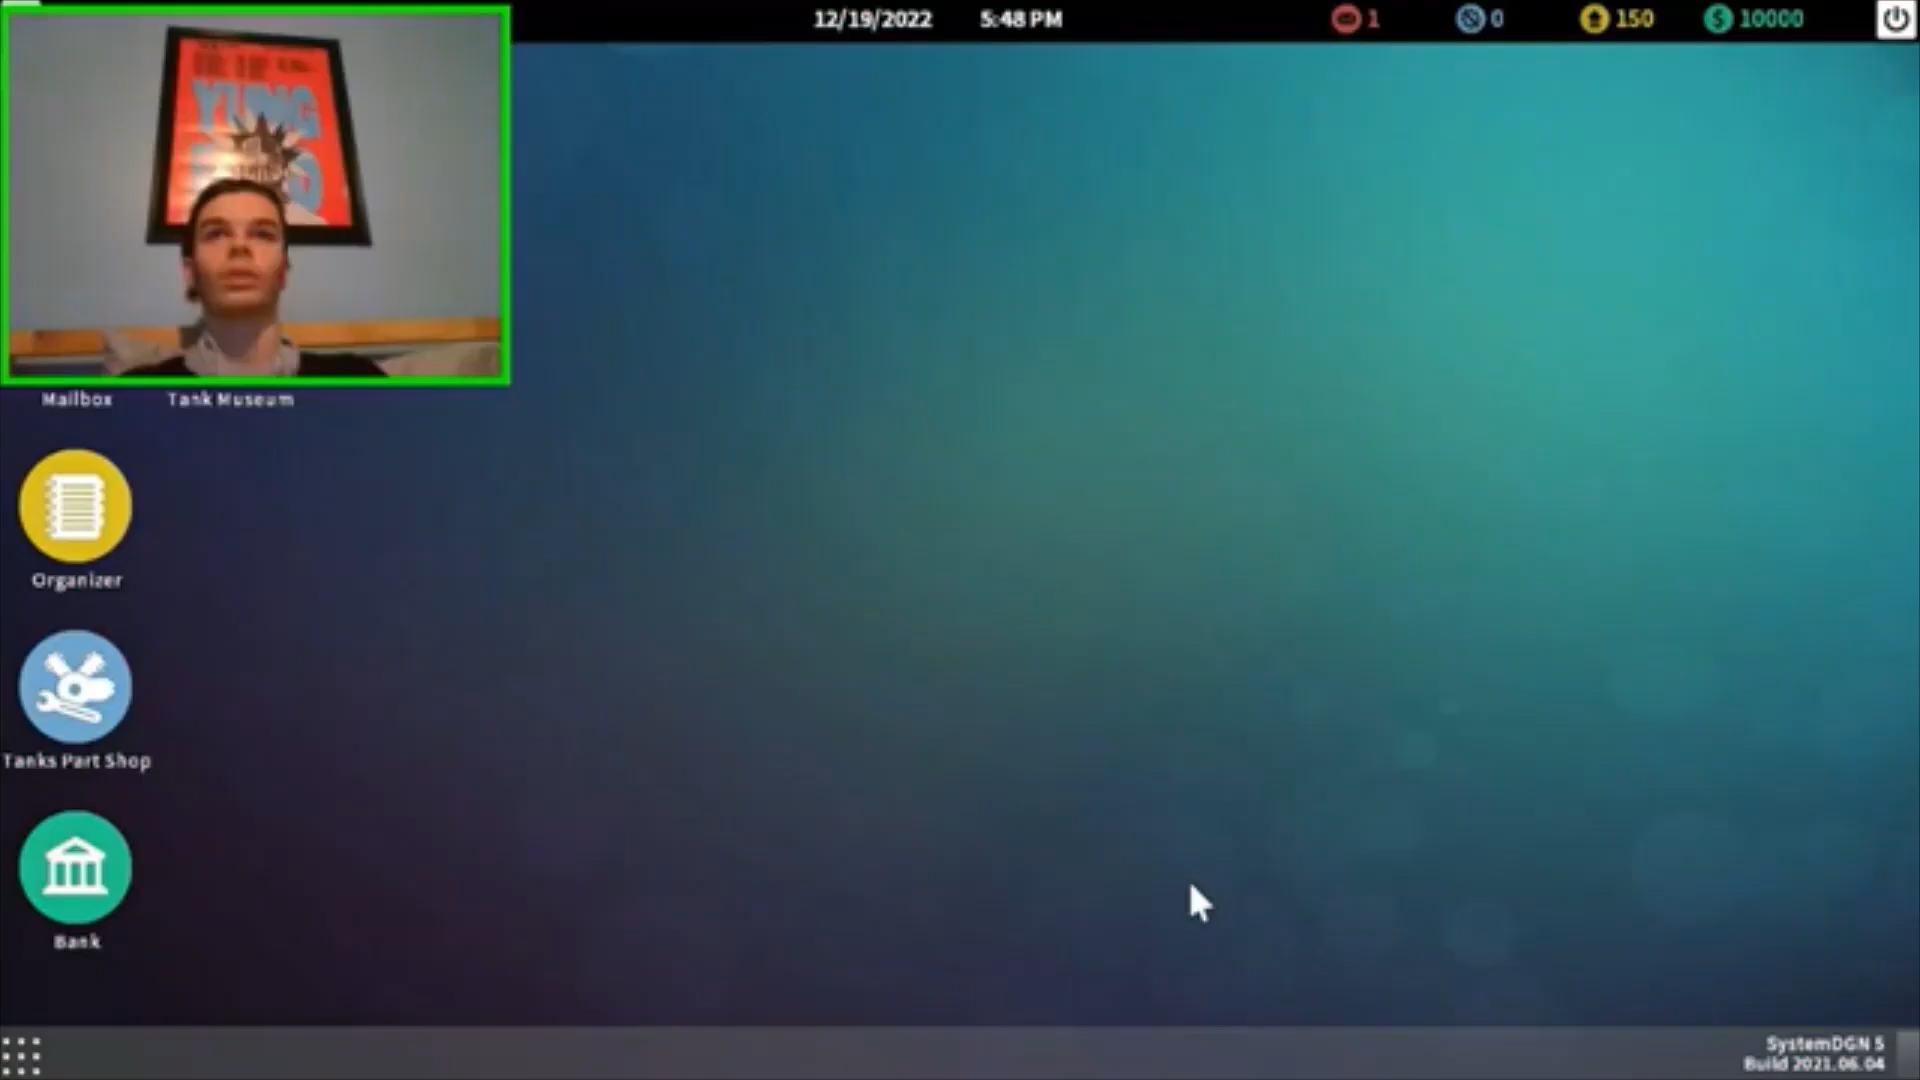 12/19/2022 5:48 PM 1 0 150 10000
YUNG
Mailbox Tank Museum
Organizer
Tanks Part Shop
Bank
SystemDGN 5
Build 2021.06.04